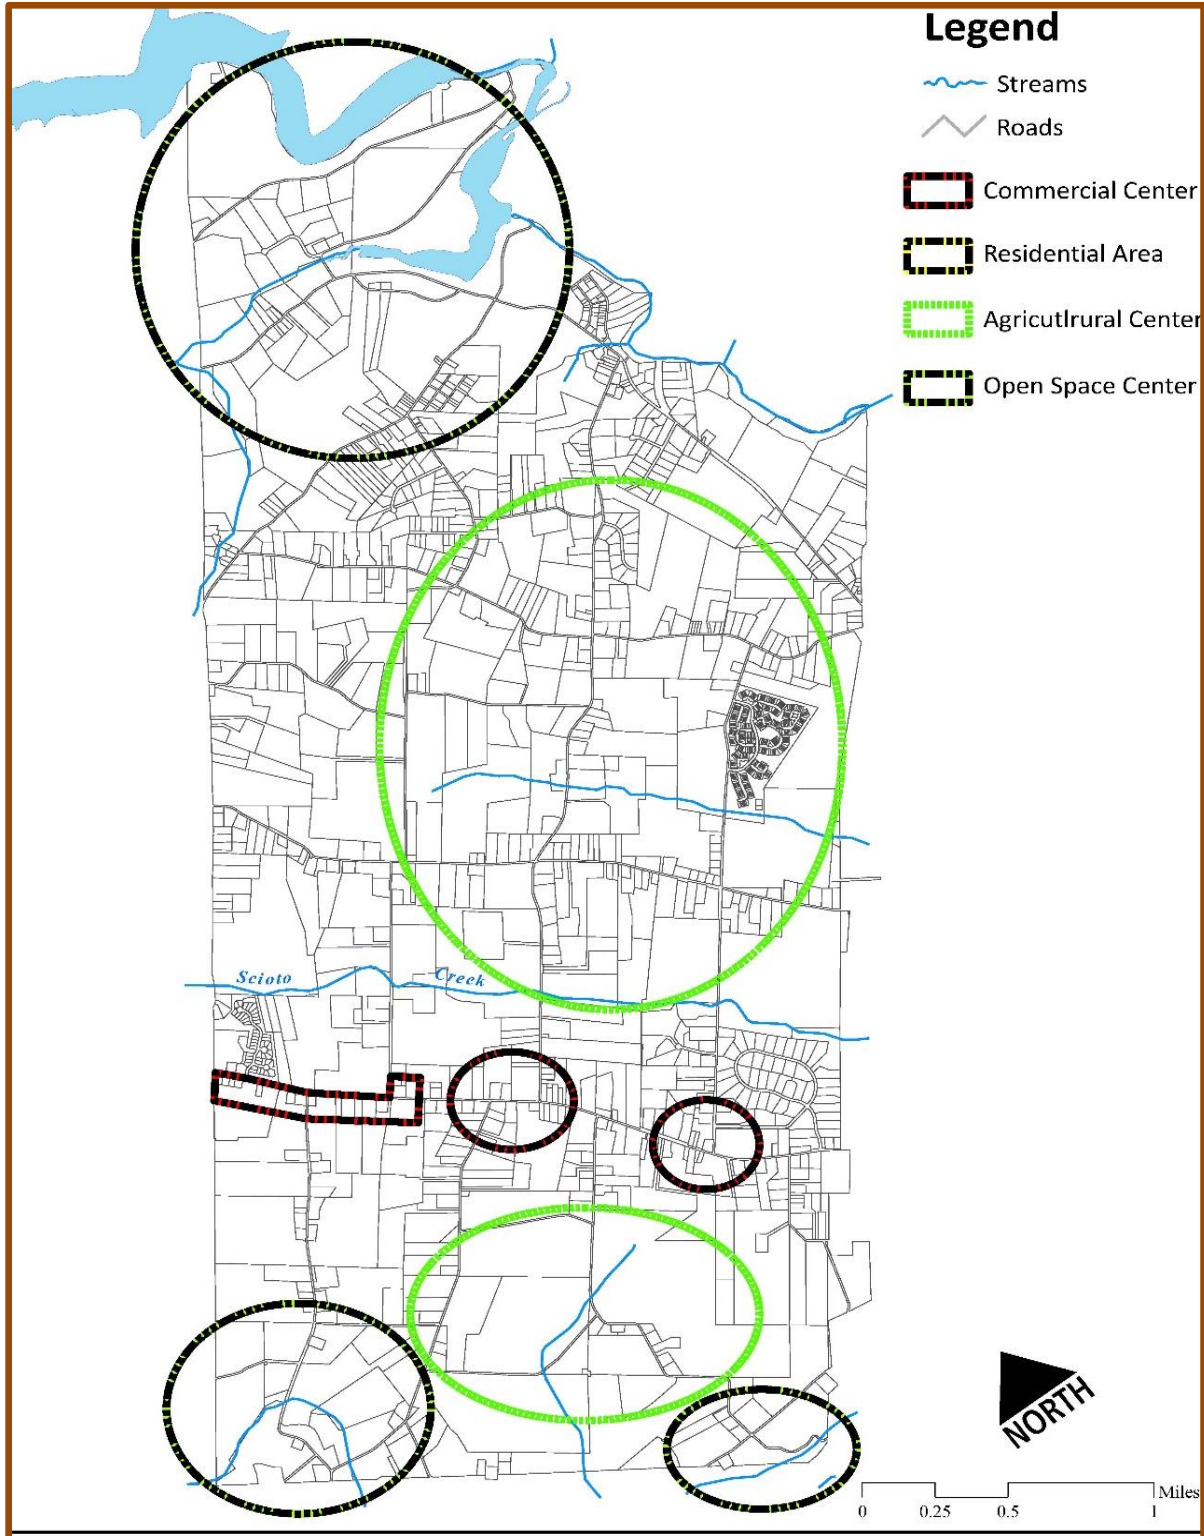 Legend
Streams
Roads
Commercial Center
Residential Area
Agricutlrural Center
Open Space Center
Scioto Creek
NORTH
Miles
0 0.25 0.5 1